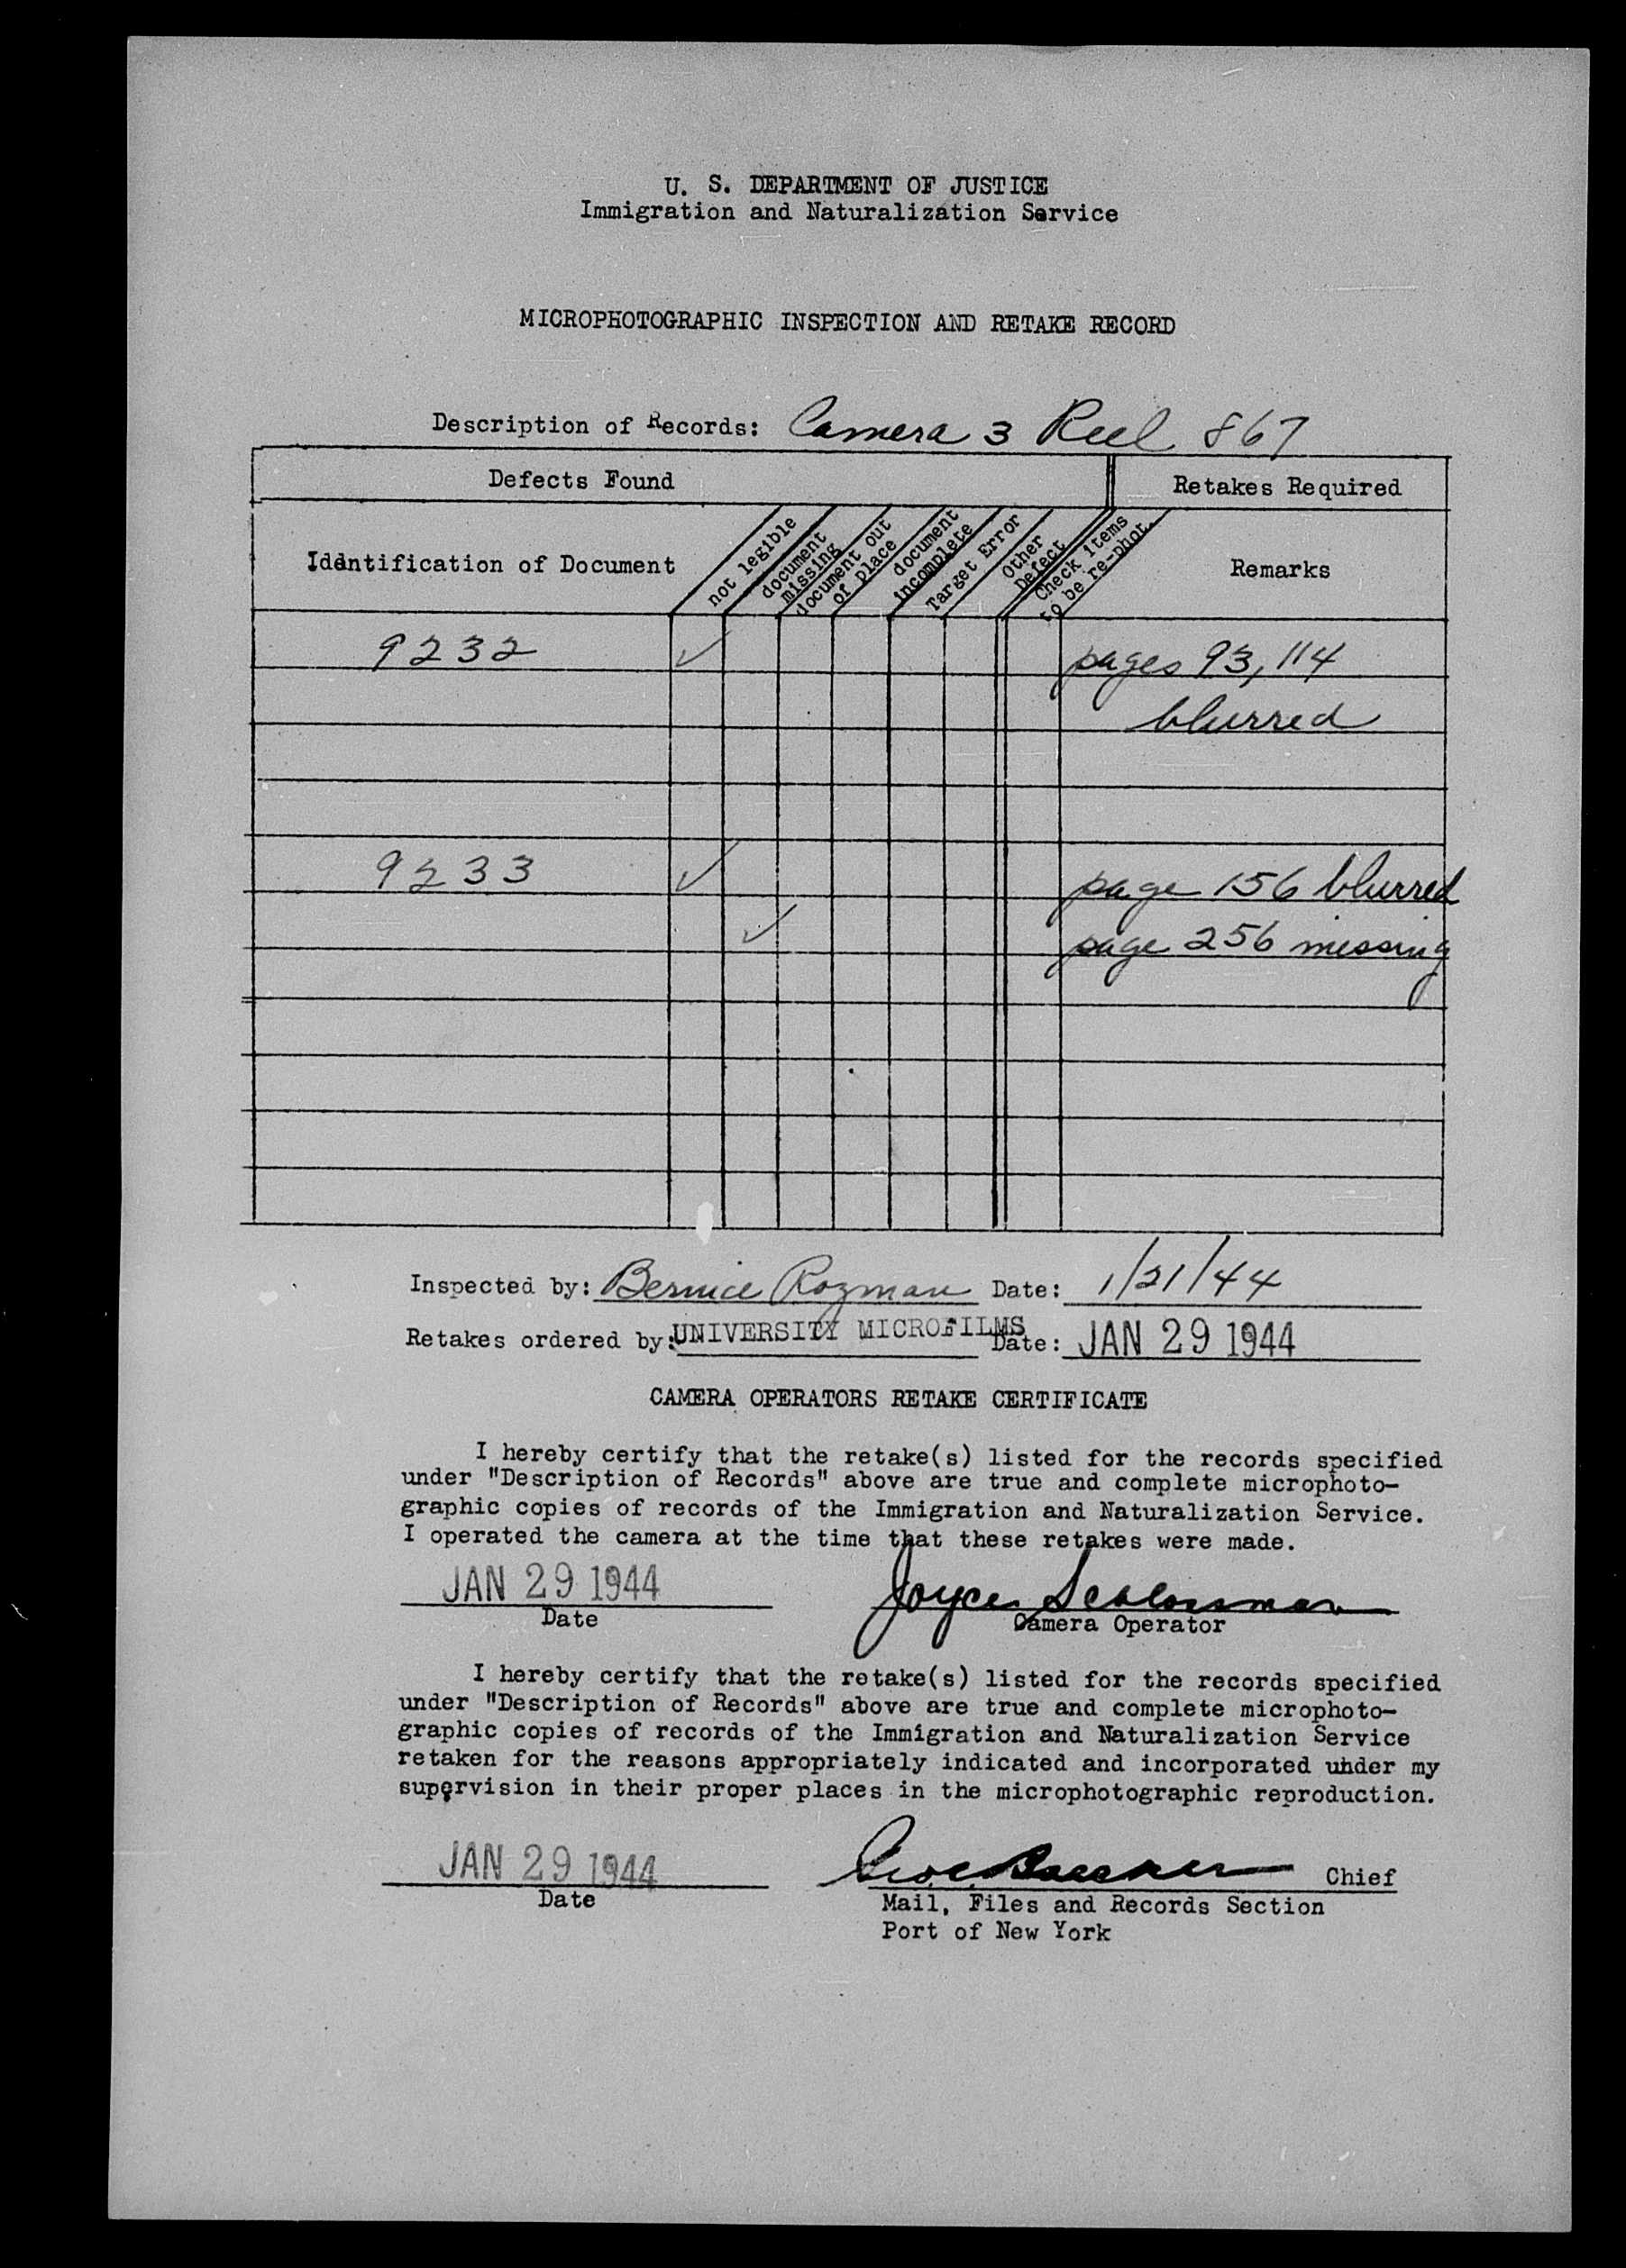 U. S. DEPARTMENT OF JUSTICE
Immigration and Naturalization Service
MICROPHOTOGRAPHIC INSPECTION AND RETAKE RECORD
Description of Records: Camera 3 Reel 867
Defects Found
Retakes Required
Identification of Document
not legible
document missing
document out of place
document incomplete
Target Error
Other Defect
Check items to be re-phot.
Remarks
9232 ✓ pages 93, 114
blurred
9233 ✓ page 156 blurred
✓ page 256 missing
Inspected by: Bernice Rozman Date: 1/21/44
Retakes ordered by: UNIVERSITY MICROFILMS Date: JAN 29 1944
CAMERA OPERATORS RETAKE CERTIFICATE
I hereby certify that the retake(s) listed for the records specified
under "Description of Records" above are true and complete microphoto-
graphic copies of records of the Immigration and Naturalization Service.
I operated the camera at the time that these retakes were made.
JAN 29 1944 Joyce Schlossman
Date Camera Operator
I hereby certify that the retake(s) listed for the records specified
under "Description of Records" above are true and complete microphoto-
graphic copies of records of the Immigration and Naturalization Service
retaken for the reasons appropriately indicated and incorporated under my
supervision in their proper places in the microphotographic reproduction.
JAN 29 1944 Chief
Date Mail, Files and Records Section
Port of New York